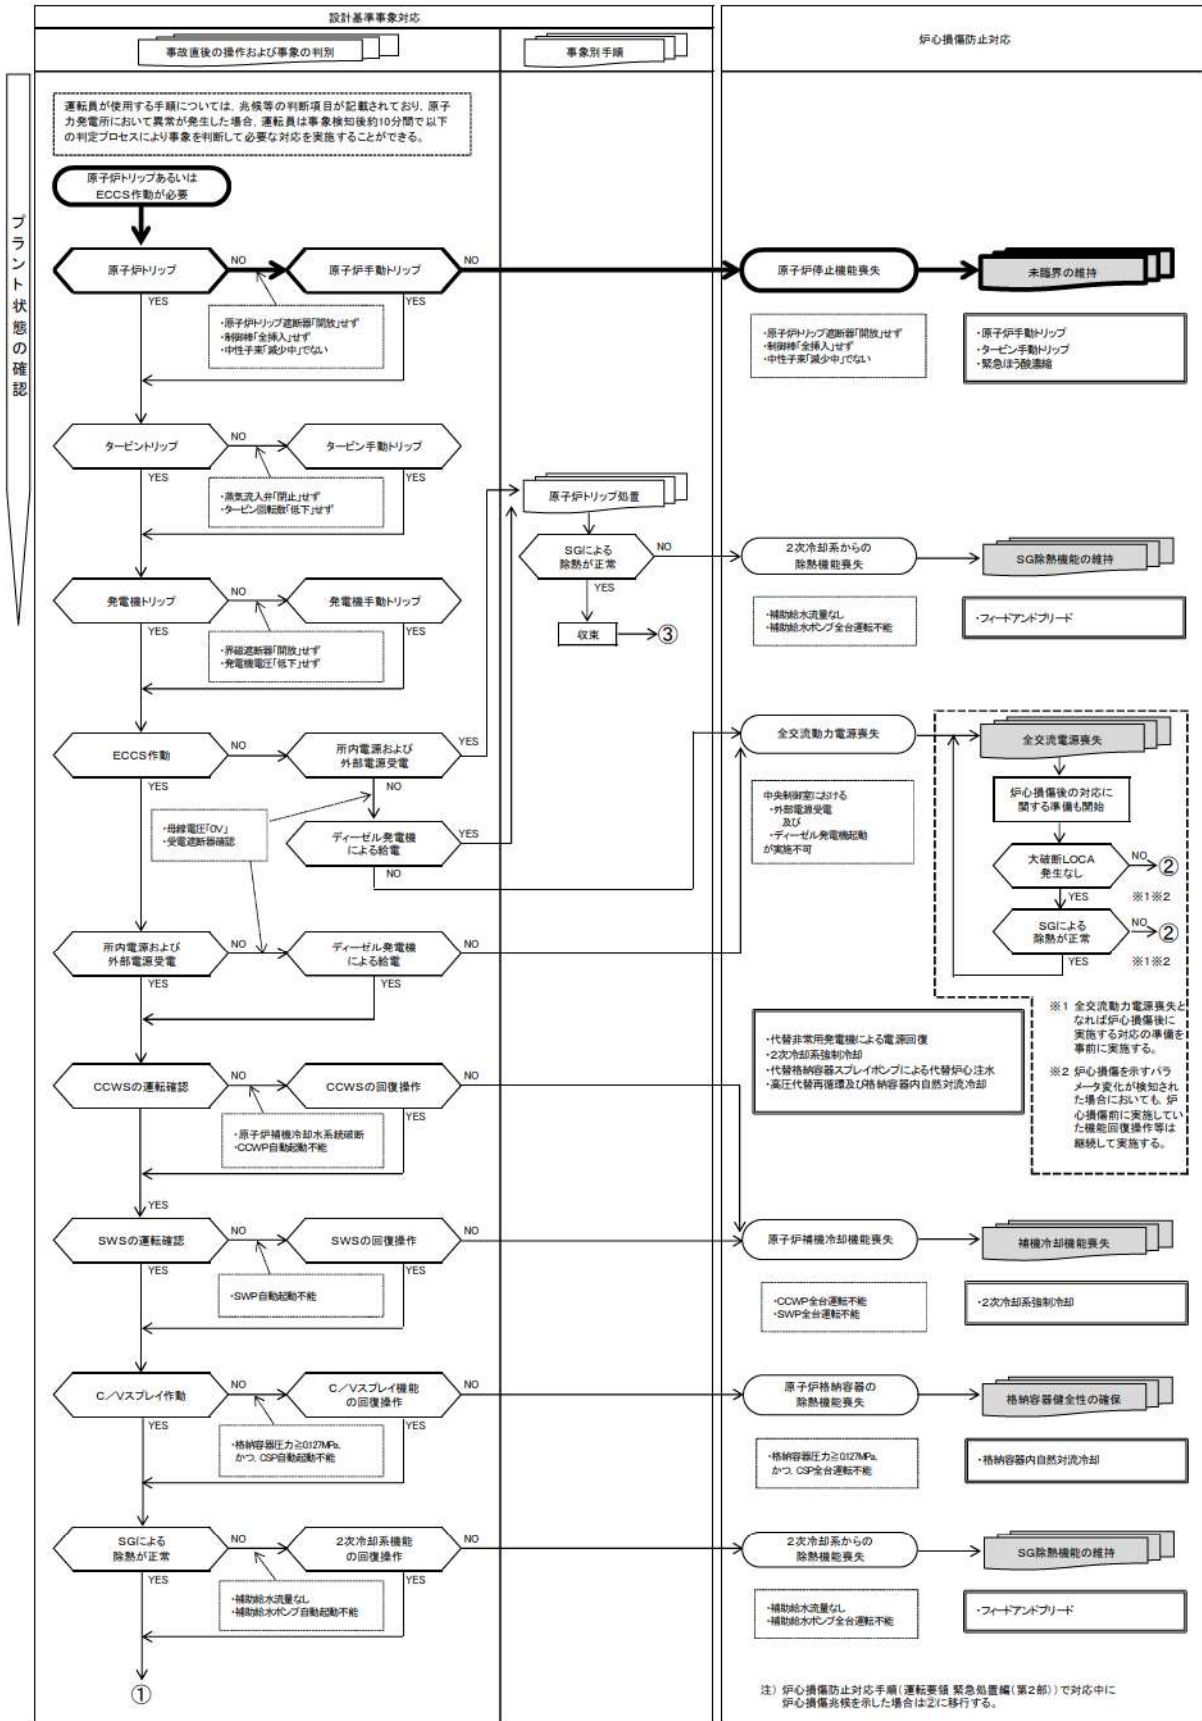 設計基準事象対応
炉心損傷防止対応
事故直後の操作および事象の判別
事象別手順
プラント状態の確認
運転員が使用する手順については、兆候等の判断項目が記載されており、原子
力発電所において異常が発生した場合、運転員は事象検知後約10分間で以下
の判定プロセスにより事象を判断して必要な対応を実施することができる。
原子炉トリップあるいは
ECCS作動が必要
原子炉トリップ
NO
YES
原子炉手動トリップ
NO
YES
・原子炉トリップ遮断器「開放」せず
・制御棒「全挿入」せず
・中性子束「減少中」でない
原子炉停止機能喪失
・原子炉トリップ遮断器「開放」せず
・制御棒「全挿入」せず
・中性子束「減少中」でない
未臨界の維持
・原子炉手動トリップ
・タービン手動トリップ
・緊急ほう酸濃縮
タービントリップ
NO
YES
タービン手動トリップ
YES
・蒸気流入弁「閉止」せず
・タービン回転数「低下」せず
原子炉トリップ処置
SGによる
除熱が正常
NO
YES
収束
③
2次冷却系からの
除熱機能喪失
・補助給水流量なし
・補助給水ポンプ全台運転不能
SG除熱機能の維持
・フィードアンドブリード
発電機トリップ
NO
YES
発電機手動トリップ
YES
・界磁遮断器「開放」せず
・発電機電圧「低下」せず
ECCS作動
NO
YES
所内電源および
外部電源受電
YES
NO
・母線電圧「0V」
・受電遮断器確認
ディーゼル発電機
による給電
YES
NO
全交流動力電源喪失
中央制御室における
・外部電源受電
及び
・ディーゼル発電機起動
が実施不可
全交流電源喪失
炉心損傷後の対応に
関する準備も開始
大破断LOCA
発生なし
NO
②
YES
※1※2
SGによる
除熱が正常
NO
②
YES
※1※2
※1 全交流動力電源喪失と
なれば炉心損傷後に
実施する対応の準備を
事前に実施する。
※2 炉心損傷を示すパラ
メータ変化が検知され
た場合においても、炉
心損傷前に実施してい
た機能回復操作等は
継続して実施する。
所内電源および
外部電源受電
NO
YES
ディーゼル発電機
による給電
NO
YES
・代替非常用発電機による電源回復
・2次冷却系強制冷却
・代替格納容器スプレイポンプによる代替炉心注水
・高圧代替再循環及び格納容器内自然対流冷却
CCWSの運転確認
NO
YES
CCWSの回復操作
NO
YES
・原子炉補機冷却水系統破断
・CCWP自動起動不能
SWSの運転確認
NO
YES
SWSの回復操作
NO
YES
・SWP自動起動不能
原子炉補機冷却機能喪失
・CCWP全台運転不能
・SWP全台運転不能
補機冷却機能喪失
・2次冷却系強制冷却
C/Vスプレイ作動
NO
YES
C/Vスプレイ機能
の回復操作
NO
YES
・格納容器圧力≧0.127MPa、
かつ、CSP自動起動不能
原子炉格納容器の
除熱機能喪失
・格納容器圧力≧0.127MPa、
かつ、CSP全台運転不能
格納容器健全性の確保
・格納容器内自然対流冷却
SGによる
除熱が正常
NO
YES
2次冷却系機能
の回復操作
NO
YES
・補助給水流量なし
・補助給水ポンプ自動起動不能
2次冷却系からの
除熱機能喪失
・補助給水流量なし
・補助給水ポンプ全台運転不能
SG除熱機能の維持
・フィードアンドブリード
①
注) 炉心損傷防止対応手順(運転要領 緊急処置編(第2部))で対応中に
炉心損傷兆候を示した場合は②に移行する。